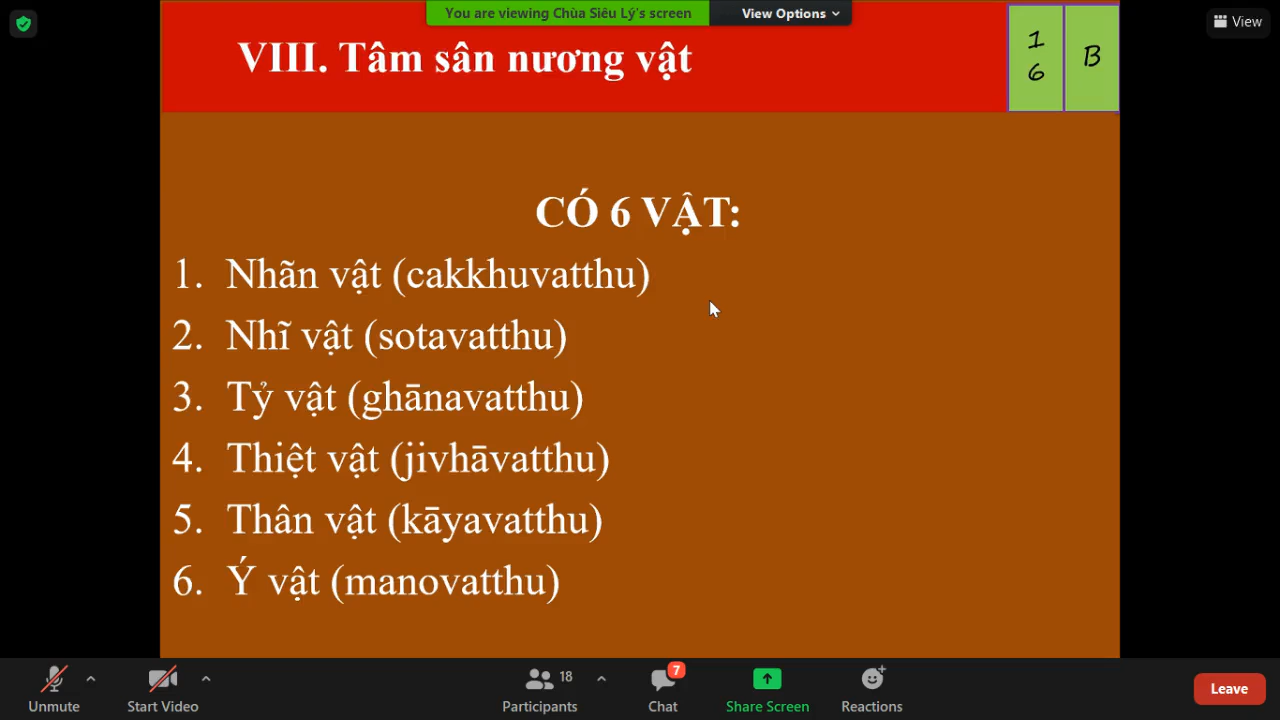 You are viewing Chùa Siêu Lý's screen
View Options
View
VIII. Tâm sân nương vật
1
6
B
CÓ 6 VẬT:
1. Nhãn vật (cakkhuvatthu)
2. Nhĩ vật (sotavatthu)
3. Tỷ vật (ghānavatthu)
4. Thiệt vật (jivhāvatthu)
5. Thân vật (kāyavatthu)
6. Ý vật (manovatthu)
18
7
Unmute
Start Video
Participants
Chat
Share Screen
Reactions
Leave